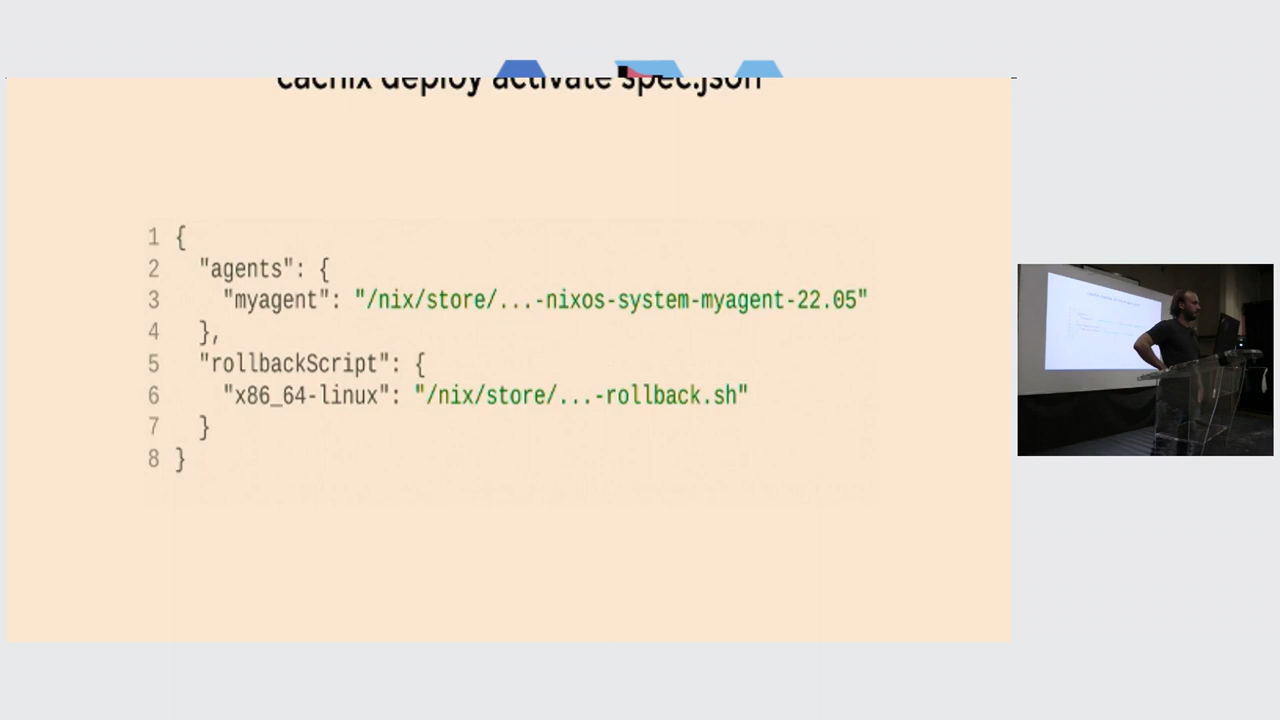 cachix deploy activate spec.json
1 {
2 "agents": {
3 "myagent": "/nix/store/...-nixos-system-myagent-22.05"
4 },
5 "rollbackScript": {
6 "x86_64-linux": "/nix/store/...-rollback.sh"
7 }
8 }